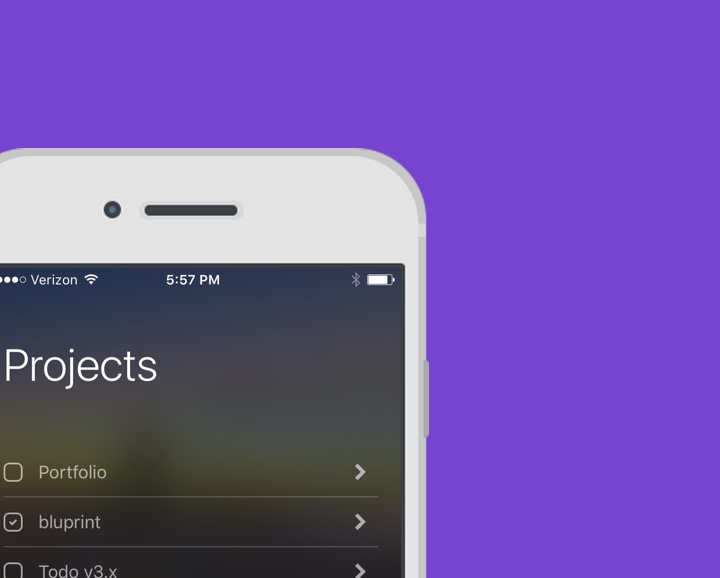 Verizon 5:57 PM
Projects
Portfolio
bluprint
Todo v3.x